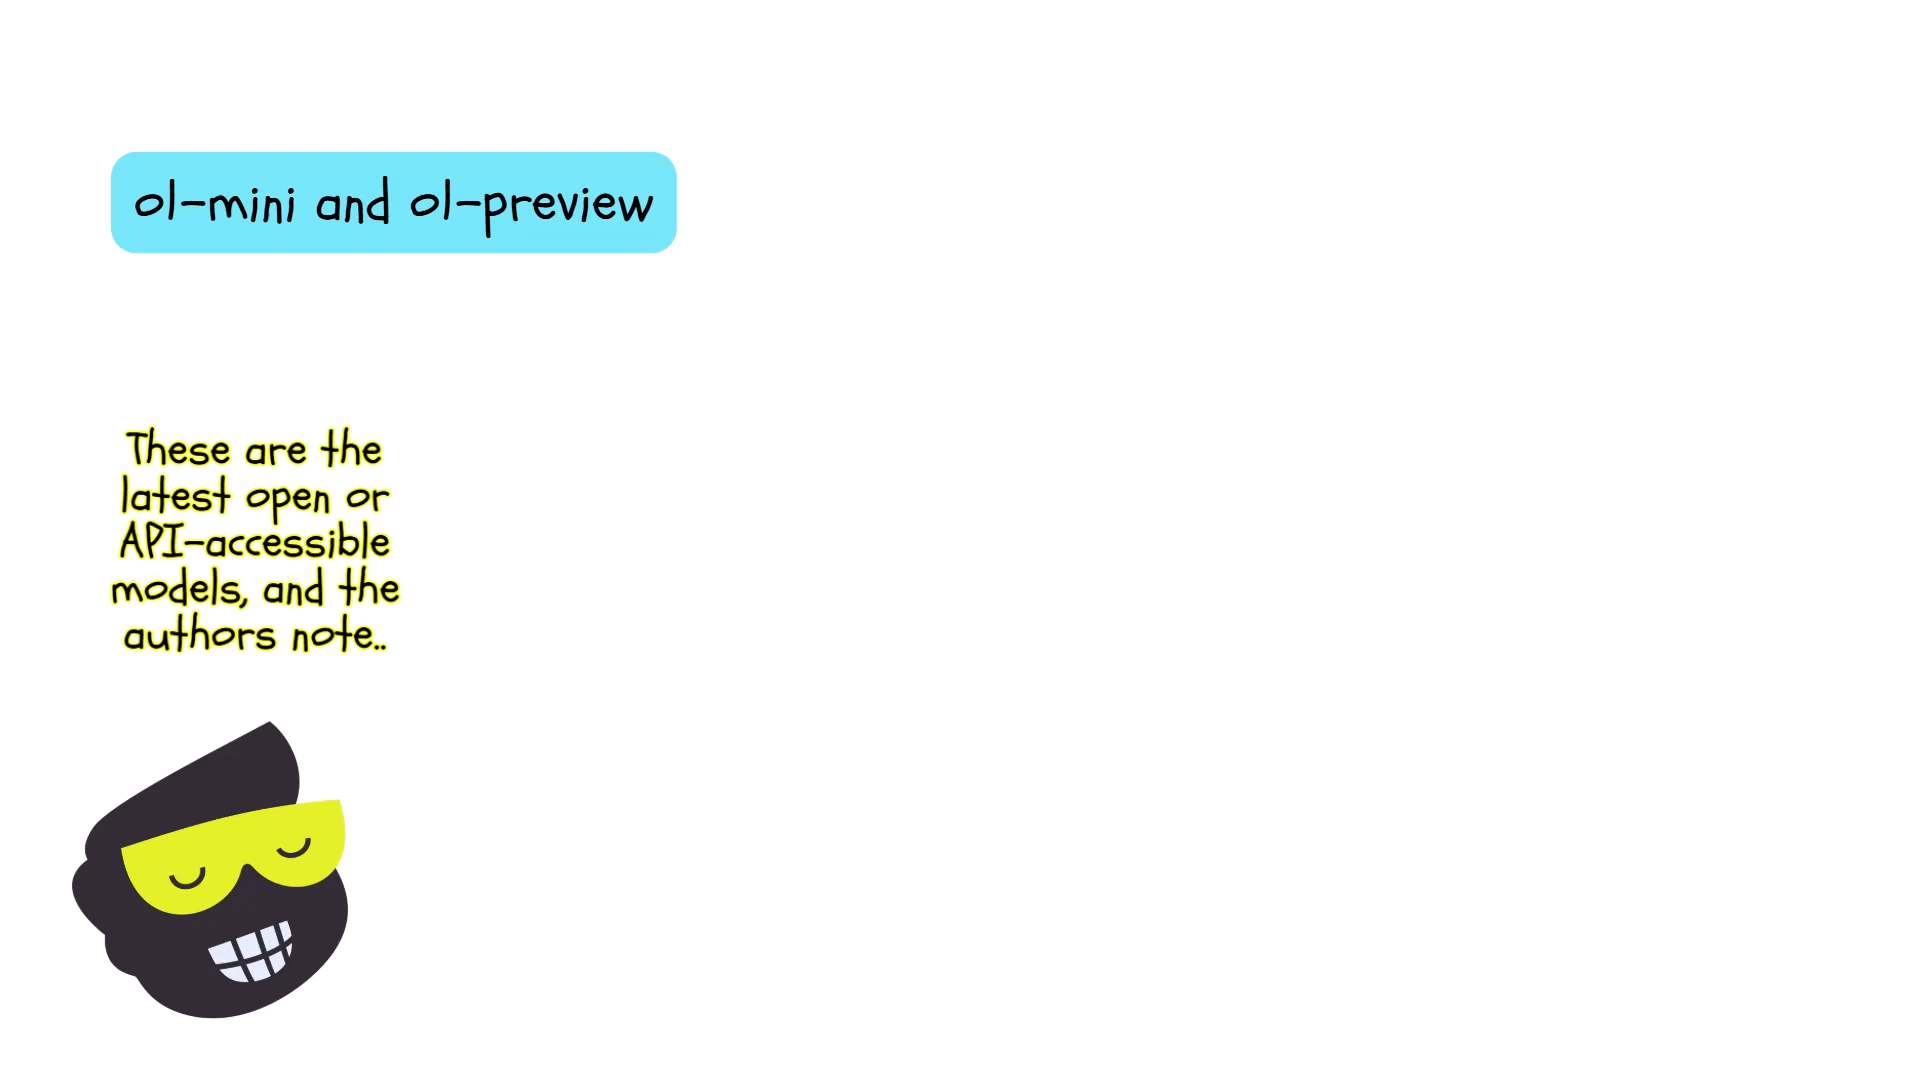 o1-mini and o1-preview
These are the
latest open or
API-accessible
models, and the
authors note..